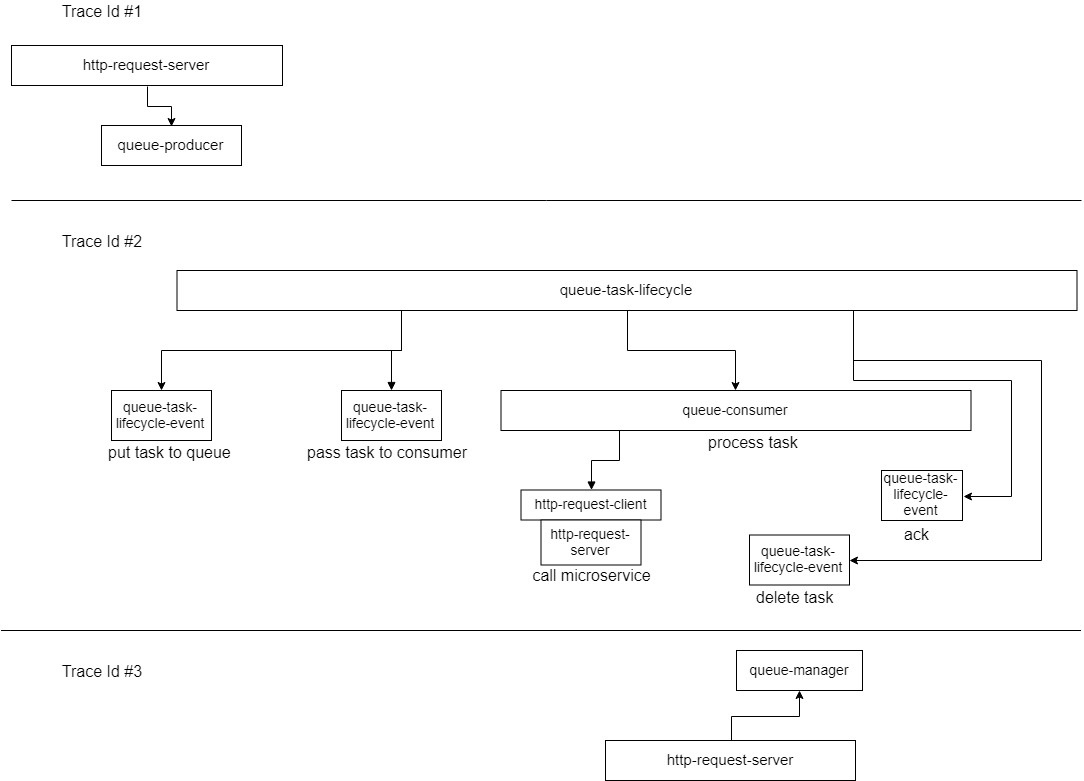 Trace Id #1
http-request-server
queue-producer
Trace Id #2
queue-task-lifecycle
queue-task-
lifecycle-event
put task to queue
queue-task-
lifecycle-event
pass task to consumer
queue-consumer
process task
http-request-client
http-request-
server
call microservice
queue-task-
lifecycle-
event
ack
queue-task-
lifecycle-event
delete task
Trace Id #3
queue-manager
http-request-server